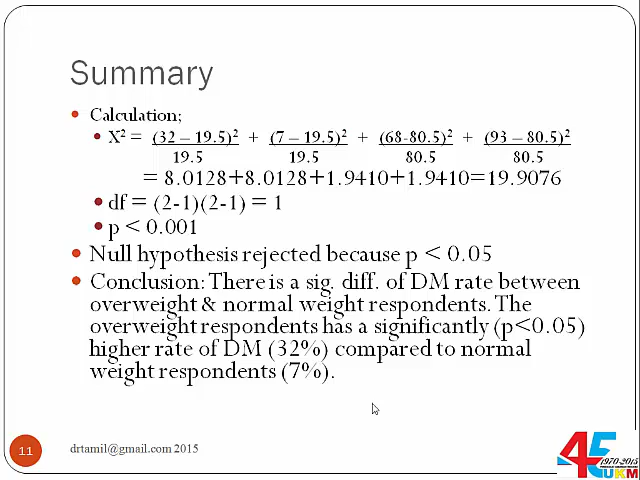 Summary
Calculation;
X² = (32 – 19.5)² + (7 – 19.5)² + (68-80.5)² + (93 – 80.5)²
19.5 19.5 80.5 80.5
= 8.0128+8.0128+1.9410+1.9410=19.9076
df = (2-1)(2-1) = 1
p < 0.001
Null hypothesis rejected because p < 0.05
Conclusion: There is a sig. diff. of DM rate between
overweight & normal weight respondents. The
overweight respondents has a significantly (p<0.05)
higher rate of DM (32%) compared to normal
weight respondents (7%).
11
drtamil@gmail.com 2015
45
1970-2015
UKM